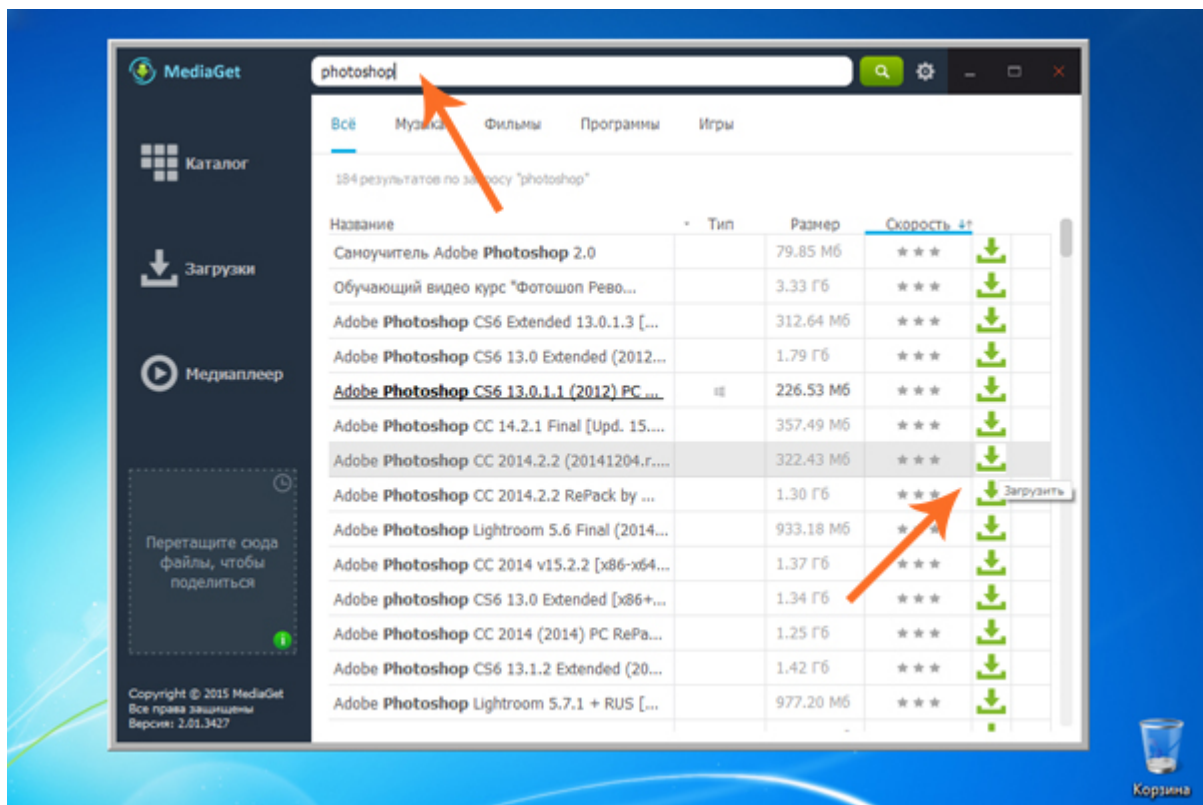 MediaGet
photoshop
Всё Музыка Фильмы Программы Игры
184 результатов по запросу "photoshop"
Каталог
Загрузки
Медиаплеер
Перетащите сюда
файлы, чтобы
поделиться
Copyright © 2015 MediaGet
Все права защищены
Версия: 2.01.3427
Название Тип Размер Скорость
Самоучитель Adobe Photoshop 2.0 79.85 Мб
Обучающий видео курс "Фотошоп Рево... 3.33 Гб
Adobe Photoshop CS6 Extended 13.0.1.3 [... 312.64 Мб
Adobe Photoshop CS6 13.0 Extended (2012... 1.79 Гб
Adobe Photoshop CS6 13.0.1.1 (2012) PC ... 226.53 Мб
Adobe Photoshop CC 14.2.1 Final [Upd. 15.... 357.49 Мб
Adobe Photoshop CC 2014.2.2 (20141204.r.... 322.43 Мб
Adobe Photoshop CC 2014.2.2 RePack by ... 1.30 Гб
Загрузить
Adobe Photoshop Lightroom 5.6 Final (2014... 933.18 Мб
Adobe Photoshop CC 2014 v15.2.2 [x86-x64... 1.37 Гб
Adobe photoshop CS6 13.0 Extended [x86+... 1.34 Гб
Adobe Photoshop CC 2014 (2014) PC RePa... 1.25 Гб
Adobe Photoshop CS6 13.1.2 Extended (20... 1.42 Гб
Adobe Photoshop Lightroom 5.7.1 + RUS [... 977.20 Мб
Корзина